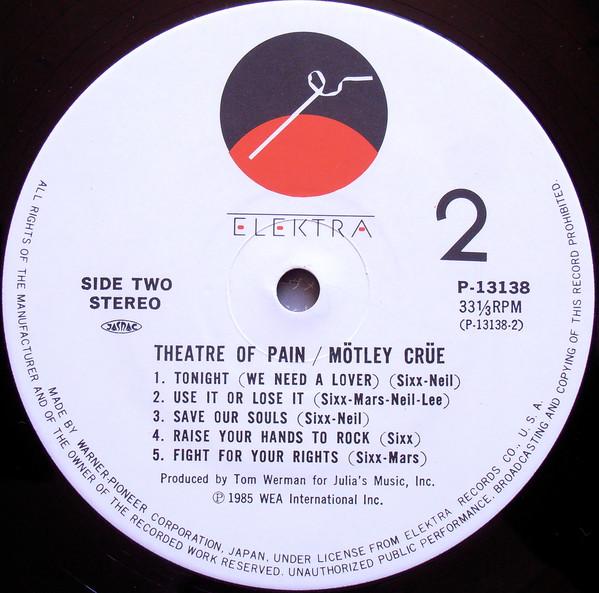 ELEKTRA
2
SIDE TWO
STEREO
JASRAC
P-13138
33⅓RPM
(P-13138-2)
THEATRE OF PAIN / MÖTLEY CRÜE
1. TONIGHT (WE NEED A LOVER) (Sixx-Neil)
2. USE IT OR LOSE IT (Sixx-Mars-Neil-Lee)
3. SAVE OUR SOULS (Sixx-Neil)
4. RAISE YOUR HANDS TO ROCK (Sixx)
5. FIGHT FOR YOUR RIGHTS (Sixx-Mars)
Produced by Tom Werman for Julia's Music, Inc.
Ⓟ 1985 WEA International Inc.
MADE BY WARNER-PIONEER CORPORATION, JAPAN, UNDER LICENSE FROM ELEKTRA RECORDS CO., U.S.A.
ALL RIGHTS OF THE MANUFACTURER AND OF THE OWNER OF THE RECORDED WORK RESERVED. UNAUTHORIZED PUBLIC PERFORMANCE, BROADCASTING AND COPYING OF THIS RECORD PROHIBITED.